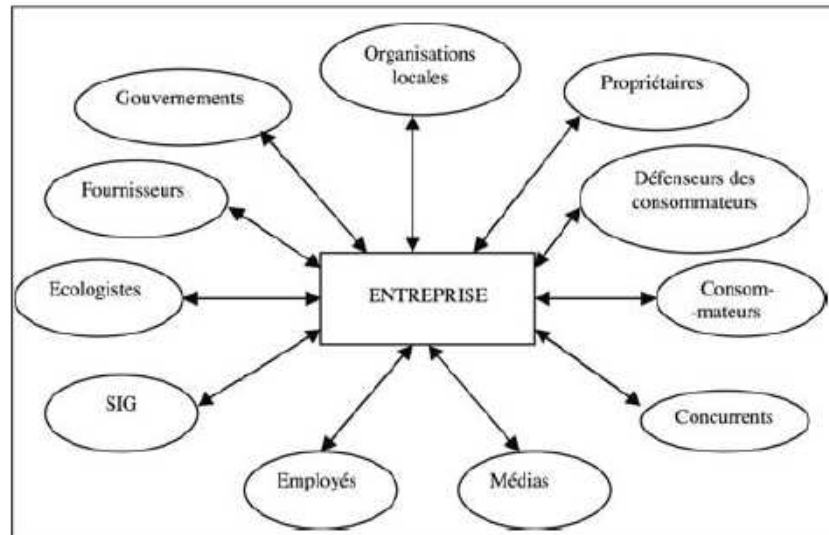 Organisations
locales
Gouvernements
Propriétaires
Fournisseurs
Défenseurs des
consommateurs
Ecologistes
ENTREPRISE
Consom-
-mateurs
SIG
Concurrents
Employés
Médias